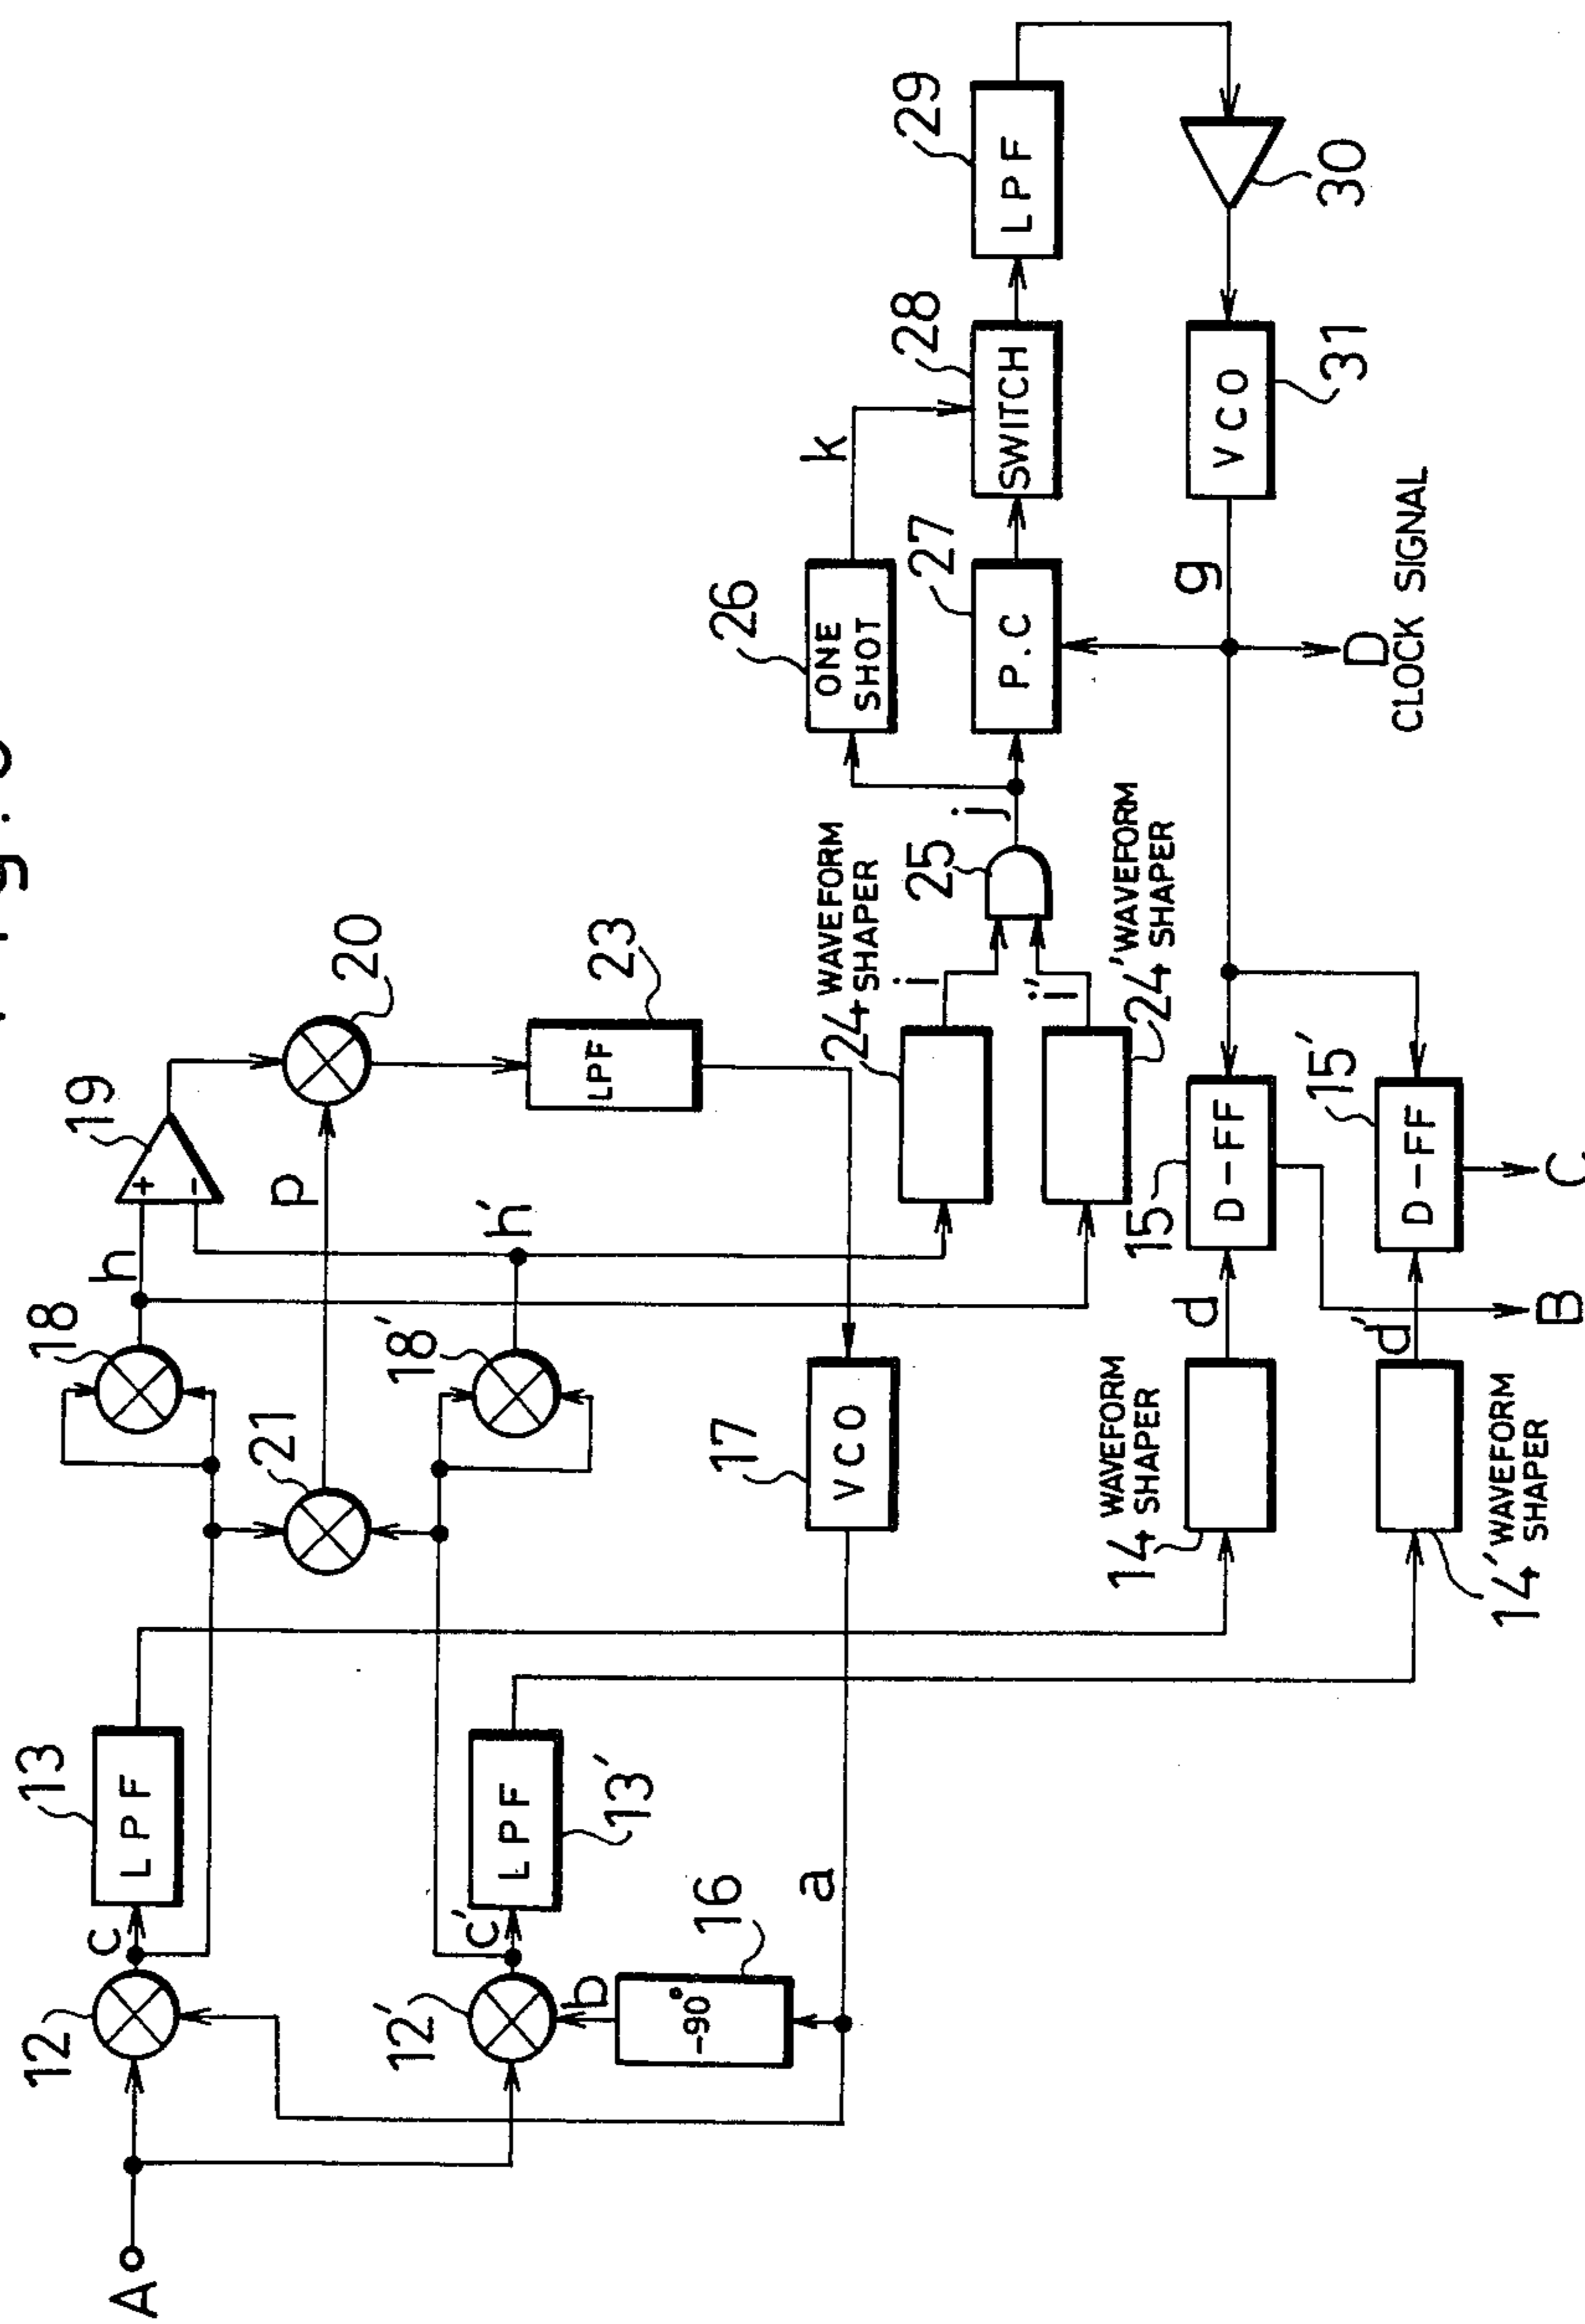 A
12
c
13
LPF
18
h
19
+
-
21
p
20
12'
c'
13'
LPF
18'
h'
b
16
-90°
LPF
23
a
17
VCO
24 WAVEFORM
SHAPER
i
i'
24' WAVEFORM
SHAPER
25
j
26
ONE
SHOT
k
27
P.C
28
SWITCH
29
LPF
30
31
VCO
g
D
CLOCK SIGNAL
14 WAVEFORM
SHAPER
d
15
D-FF
B
14' WAVEFORM
SHAPER
d'
15'
D-FF
C